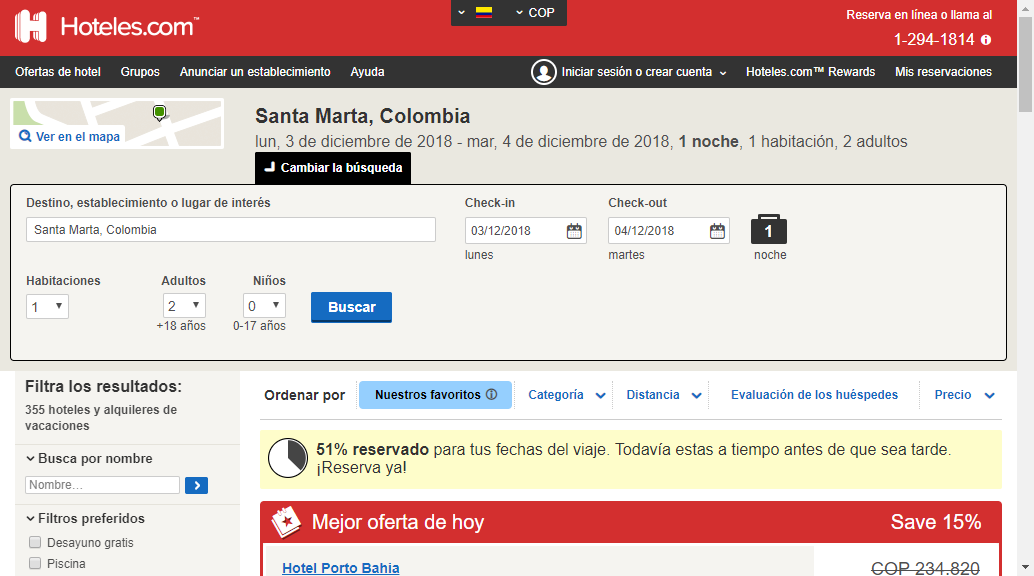 Hoteles.com™
COP
Reserva en línea o llama al
1-294-1814
Ofertas de hotel Grupos Anunciar un establecimiento Ayuda Iniciar sesión o crear cuenta Hoteles.com™ Rewards Mis reservaciones
Ver en el mapa
Santa Marta, Colombia
lun, 3 de diciembre de 2018 - mar, 4 de diciembre de 2018, 1 noche, 1 habitación, 2 adultos
Cambiar la búsqueda
Destino, establecimiento o lugar de interés Check-in Check-out
Santa Marta, Colombia 03/12/2018 04/12/2018 1
lunes martes noche
Habitaciones Adultos Niños
1 2 0 Buscar
+18 años 0-17 años
Filtra los resultados:
355 hoteles y alquileres de
vacaciones
Busca por nombre
Nombre...
Filtros preferidos
Desayuno gratis
Piscina
Ordenar por Nuestros favoritos Categoría Distancia Evaluación de los huéspedes Precio
51% reservado para tus fechas del viaje. Todavía estas a tiempo antes de que sea tarde.
¡Reserva ya!
Mejor oferta de hoy Save 15%
Hotel Porto Bahia COP 234.820